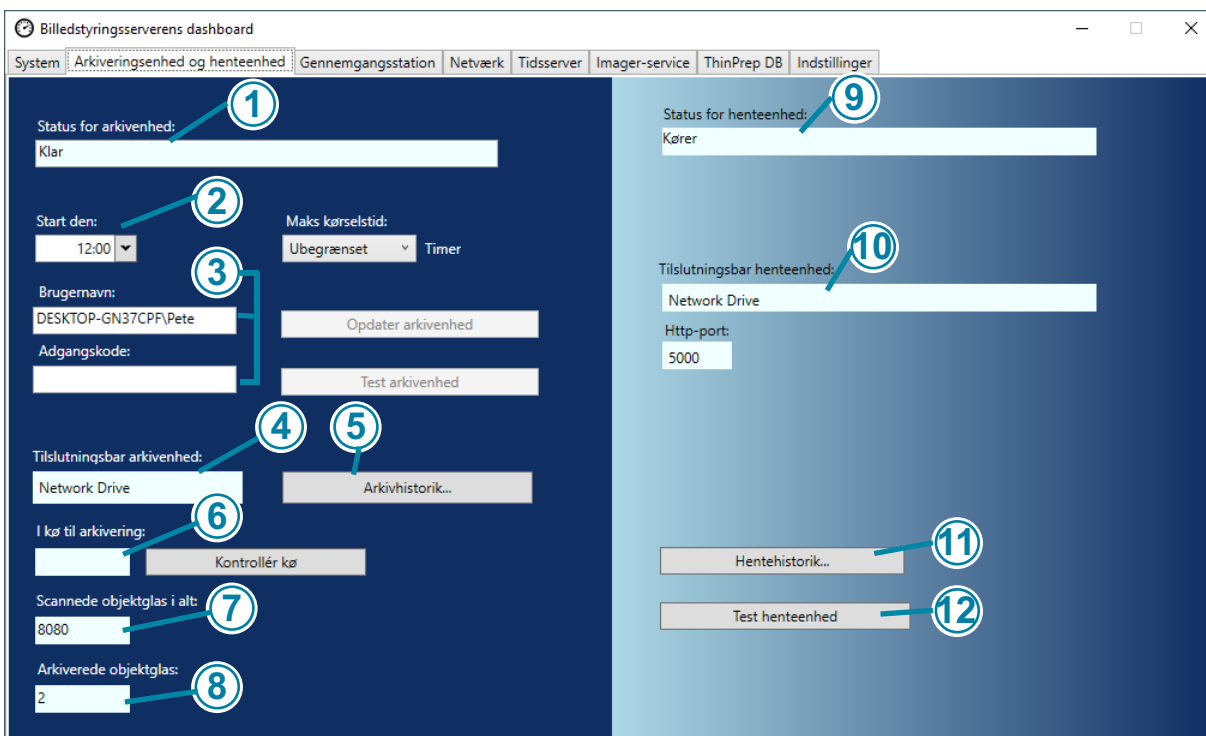 Billedstyringsserverens dashboard
System Arkiveringsenhed og henteenhed Gennemgangsstation Netværk Tidsserver Imager-service ThinPrep DB Indstillinger
1
Status for arkivenhed:
Klar
2
Start den:
12:00
Maks kørselstid:
Ubegrænset Timer
3
Brugernavn:
DESKTOP-GN37CPF\Pete
Opdater arkivenhed
Adgangskode:
Test arkivenhed
4
5
Tilslutningsbar arkivenhed:
Network Drive
Arkivhistorik...
6
I kø til arkivering:
Kontrollér kø
Scannede objektglas i alt:
7
8080
Arkiverede objektglas:
8
2
9
Status for henteenhed:
Kører
10
Tilslutningsbar henteenhed:
Network Drive
Http-port:
5000
11
Hentehistorik...
12
Test henteenhed